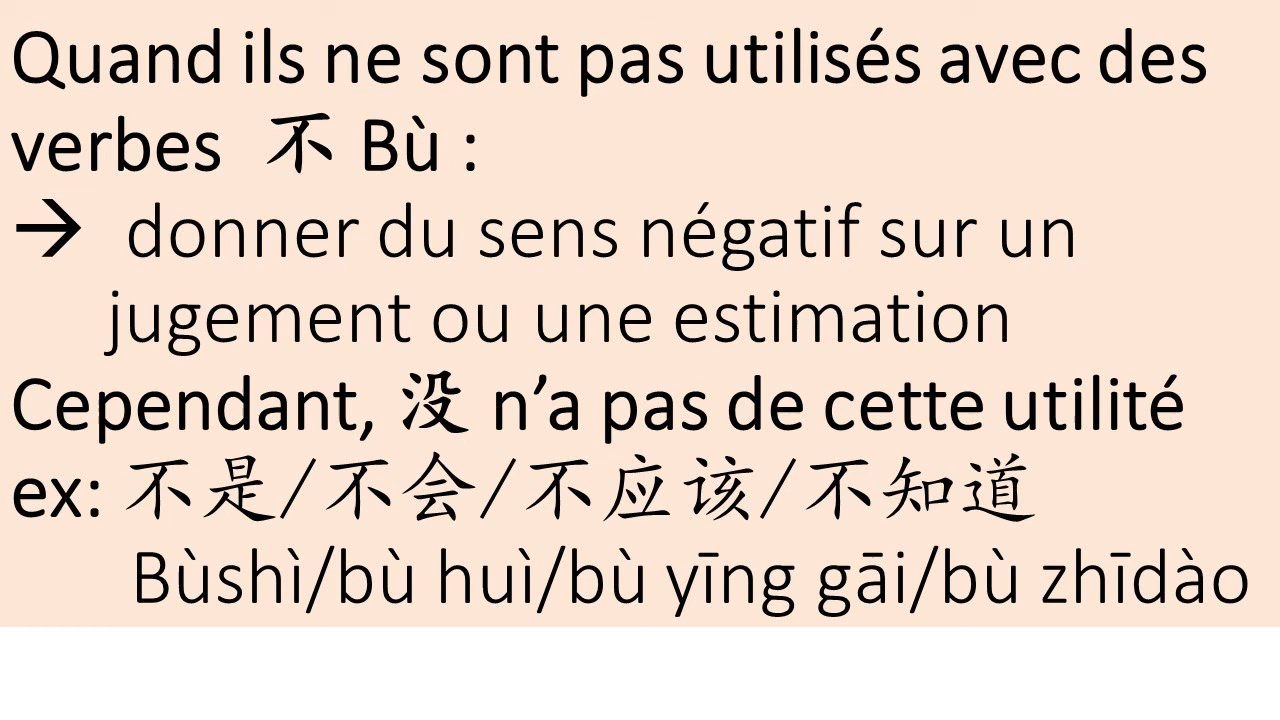 Quand ils ne sont pas utilisés avec des
verbes 不 Bù :
→ donner du sens négatif sur un
jugement ou une estimation
Cependant, 没 n’a pas de cette utilité
ex: 不是/不会/不应该/不知道
Bùshì/bù huì/bù yīng gāi/bù zhīdào